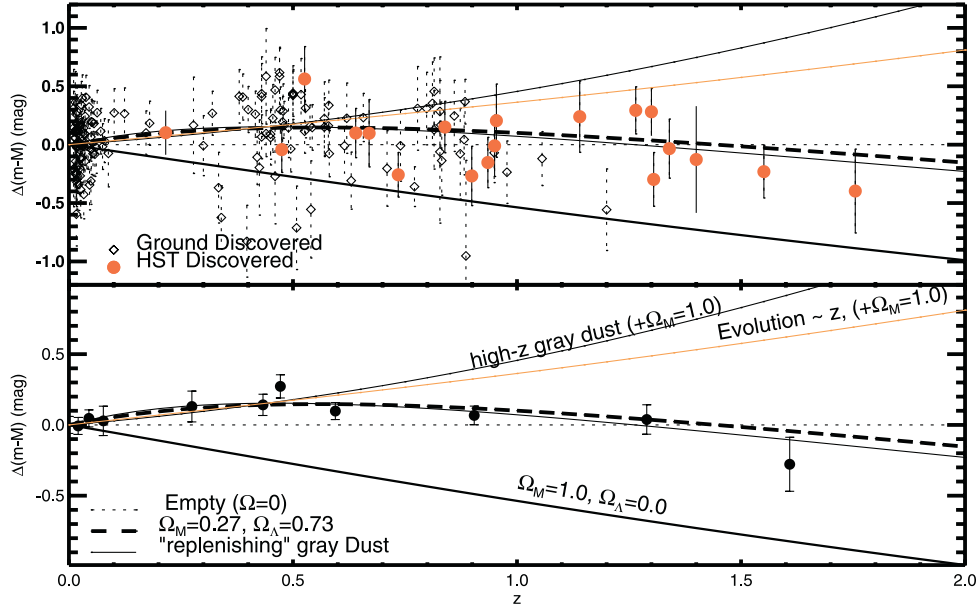 1.0
0.5
0.0
-0.5
-1.0
Δ(m-M) (mag)
Ground Discovered
HST Discovered
0.5
0.0
-0.5
Δ(m-M) (mag)
high-z gray dust (+Ω_M=1.0)
Evolution ~ z, (+Ω_M=1.0)
Ω_M=1.0, Ω_Λ=0.0
Empty (Ω=0)
Ω_M=0.27, Ω_Λ=0.73
"replenishing" gray Dust
0.0 0.5 1.0 1.5 2.0
z